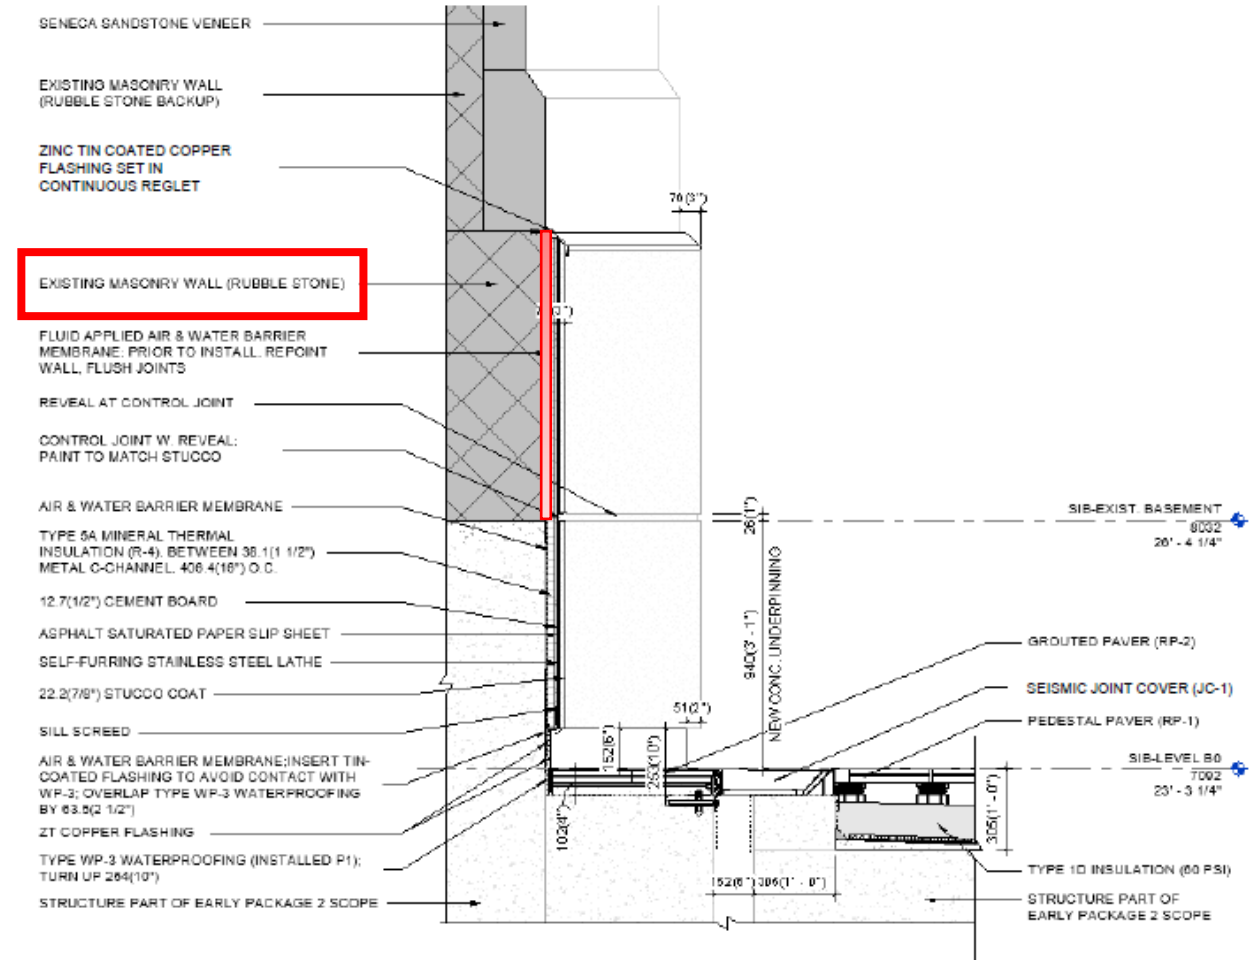 SENECA SANDSTONE VENEER
EXISTING MASONRY WALL
(RUBBLE STONE BACKUP)
ZINC TIN COATED COPPER
FLASHING SET IN
CONTINUOUS REGLET
76(3")
EXISTING MASONRY WALL (RUBBLE STONE)
FLUID APPLIED AIR & WATER BARRIER
MEMBRANE; PRIOR TO INSTALL. REPOINT
WALL, FLUSH JOINTS
REVEAL AT CONTROL JOINT
CONTROL JOINT W. REVEAL;
PAINT TO MATCH STUCCO
AIR & WATER BARRIER MEMBRANE
TYPE 5A MINERAL THERMAL
INSULATION (R-4). BETWEEN 38.1(1 1/2")
METAL C-CHANNEL. 406.4(16") O.C.
12.7(1/2") CEMENT BOARD
ASPHALT SATURATED PAPER SLIP SHEET
SELF-FURRING STAINLESS STEEL LATHE
22.2(7/8") STUCCO COAT
SILL SCREED
AIR & WATER BARRIER MEMBRANE;INSERT TIN-
COATED FLASHING TO AVOID CONTACT WITH
WP-3; OVERLAP TYPE WP-3 WATERPROOFING
BY 63.5(2 1/2")
ZT COPPER FLASHING
TYPE WP-3 WATERPROOFING (INSTALLED P1);
TURN UP 264(10")
STRUCTURE PART OF EARLY PACKAGE 2 SCOPE
26(1")
940(3' - 1")
NEW CONC. UNDERPINNING
51(2")
152(6")
102(4")
152(6")
305(1' - 0")
SIB-EXIST. BASEMENT
8032
26' - 4 1/4"
GROUTED PAVER (RP-2)
SEISMIC JOINT COVER (JC-1)
PEDESTAL PAVER (RP-1)
SIB-LEVEL B0
7092
23' - 3 1/4"
305(1' - 0")
TYPE 1D INSULATION (60 PSI)
STRUCTURE PART OF
EARLY PACKAGE 2 SCOPE